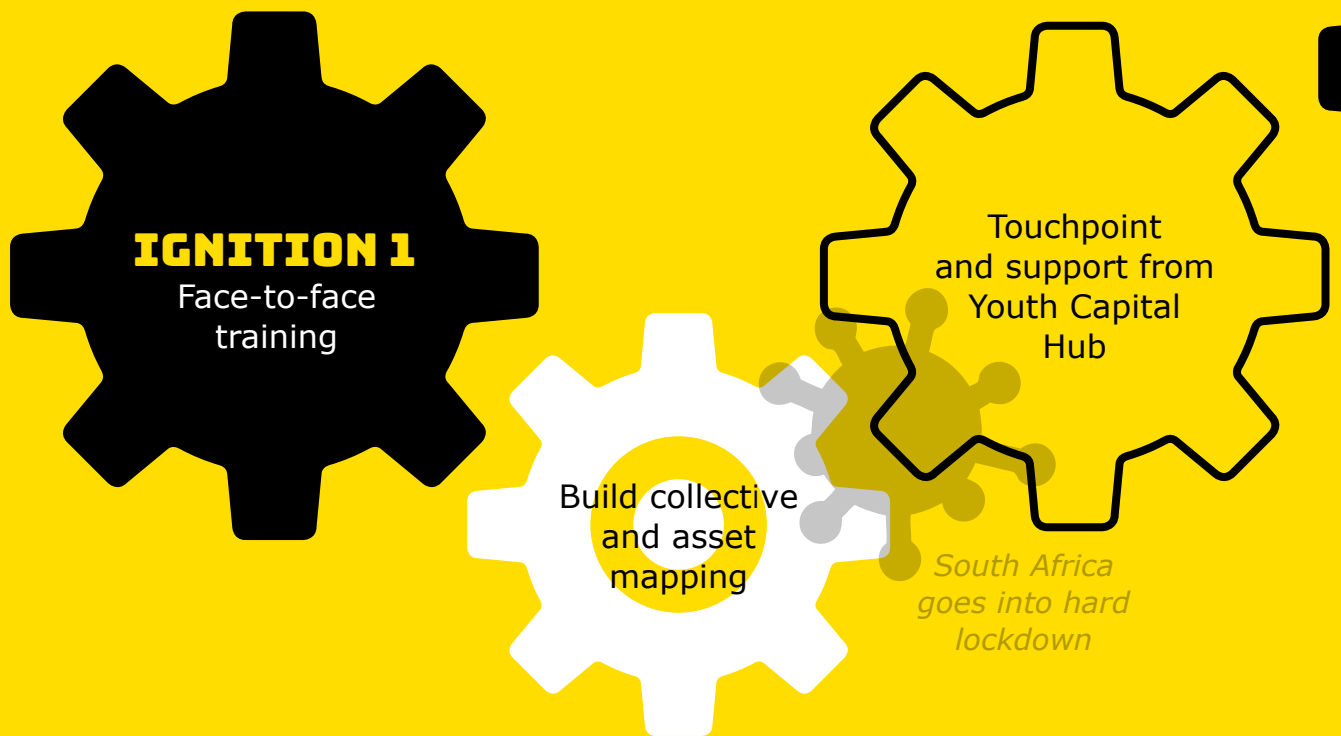 IGNITION 1
Face-to-face
training
Build collective
and asset
mapping
Touchpoint
and support from
Youth Capital
Hub
South Africa
goes into hard
lockdown